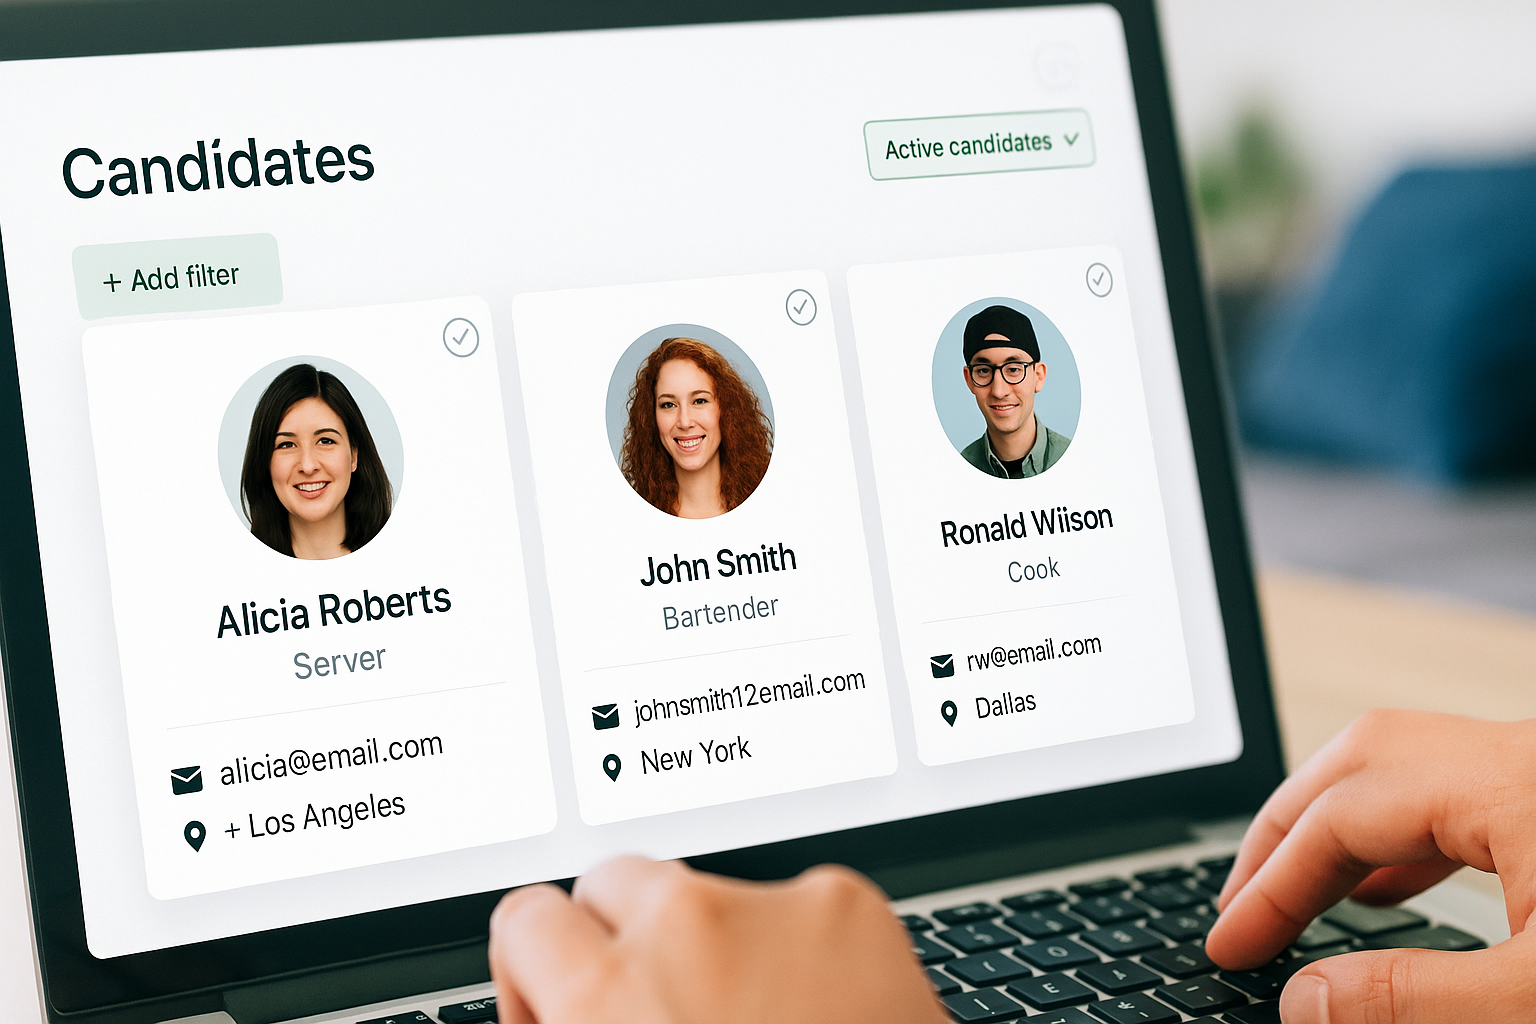 Candídates
Active candidates
+ Add filter
Alicia Roberts
Server
alicia@email.com
+ Los Angeles
John Smith
Bartender
johnsmith12email.com
New York
Ronald Wiison
Cook
rw@email.com
Dallas